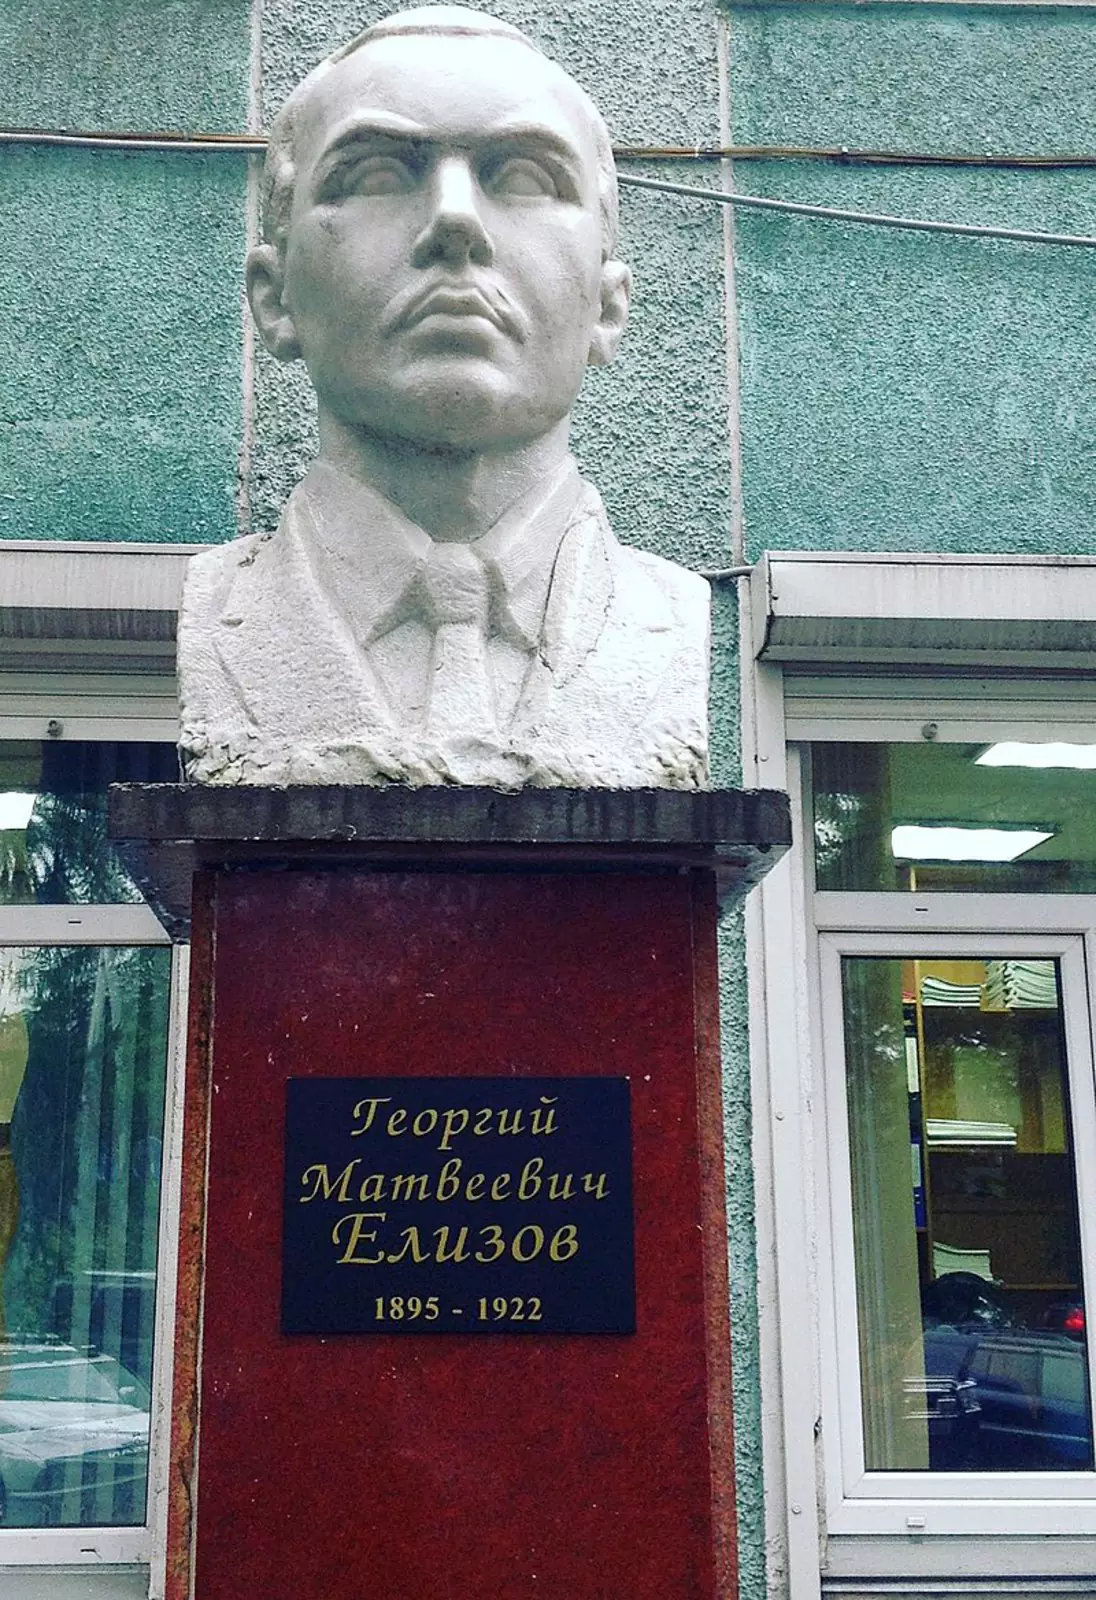 Георгий
Матвеевич
Елизов
1895 - 1922